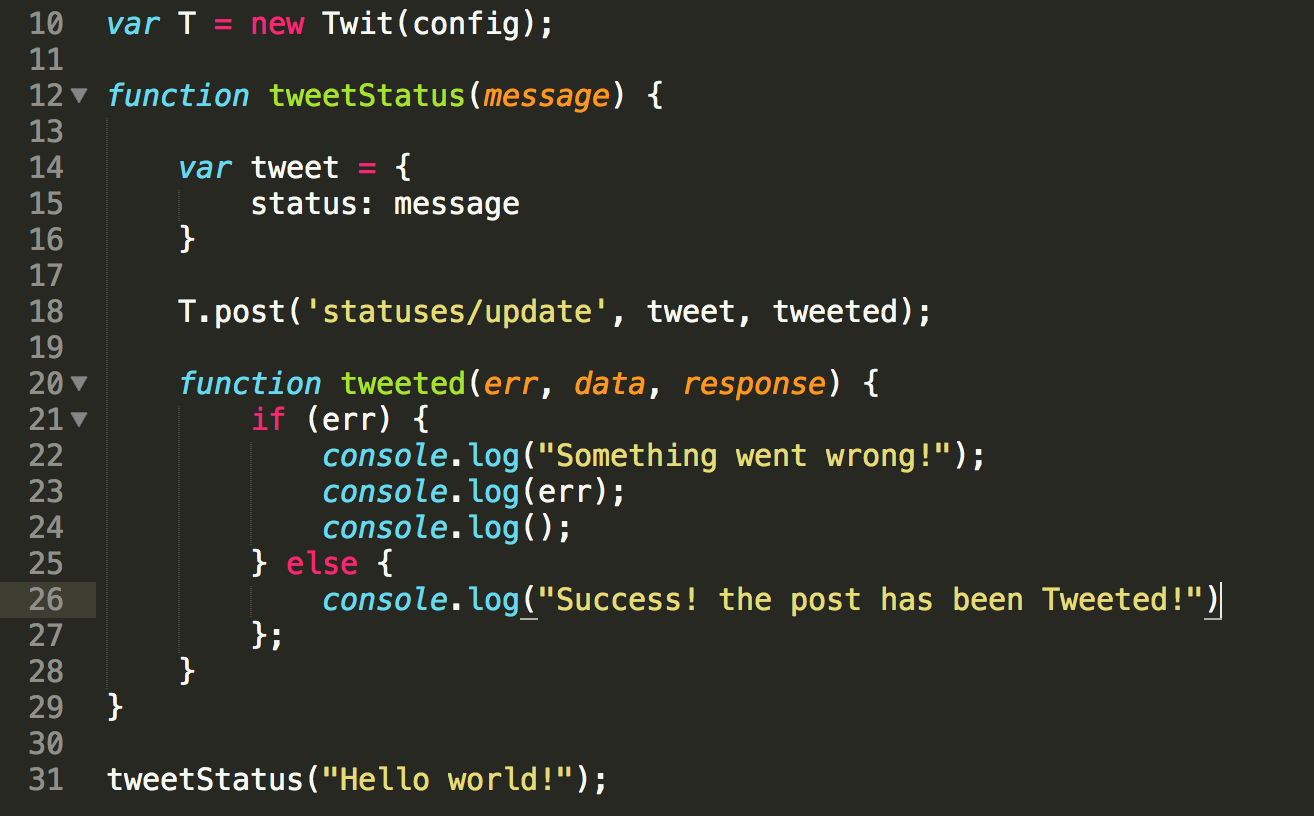 10 var T = new Twit(config);
11
12 function tweetStatus(message) {
13
14     var tweet = {
15         status: message
16     }
17
18     T.post('statuses/update', tweet, tweeted);
19
20     function tweeted(err, data, response) {
21         if (err) {
22             console.log("Something went wrong!");
23             console.log(err);
24             console.log();
25         } else {
26             console.log("Success! the post has been Tweeted!")
27         };
28     }
29 }
30
31 tweetStatus("Hello world!");